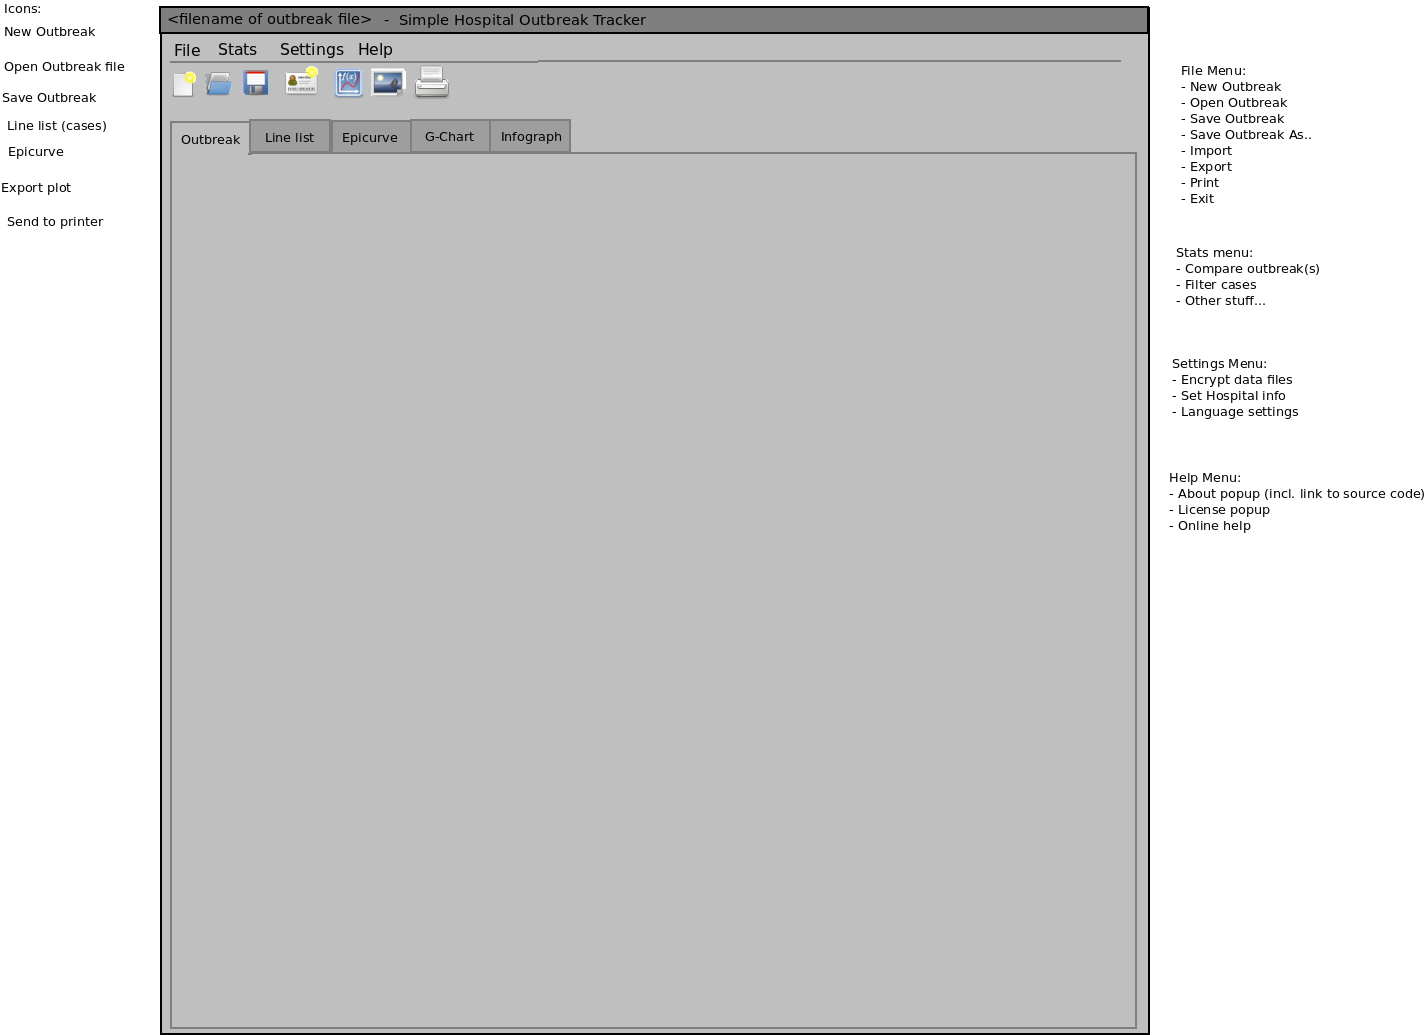 Icons:
New Outbreak
Open Outbreak file
Save Outbreak
Line list (cases)
Epicurve
Export plot
Send to printer
<filename of outbreak file> - Simple Hospital Outbreak Tracker
File Stats Settings Help
f(x)
Outbreak Line list Epicurve G-Chart Infograph
File Menu:
- New Outbreak
- Open Outbreak
- Save Outbreak
- Save Outbreak As..
- Import
- Export
- Print
- Exit
Stats menu:
- Compare outbreak(s)
- Filter cases
- Other stuff...
Settings Menu:
- Encrypt data files
- Set Hospital info
- Language settings
Help Menu:
- About popup (incl. link to source code)
- License popup
- Online help